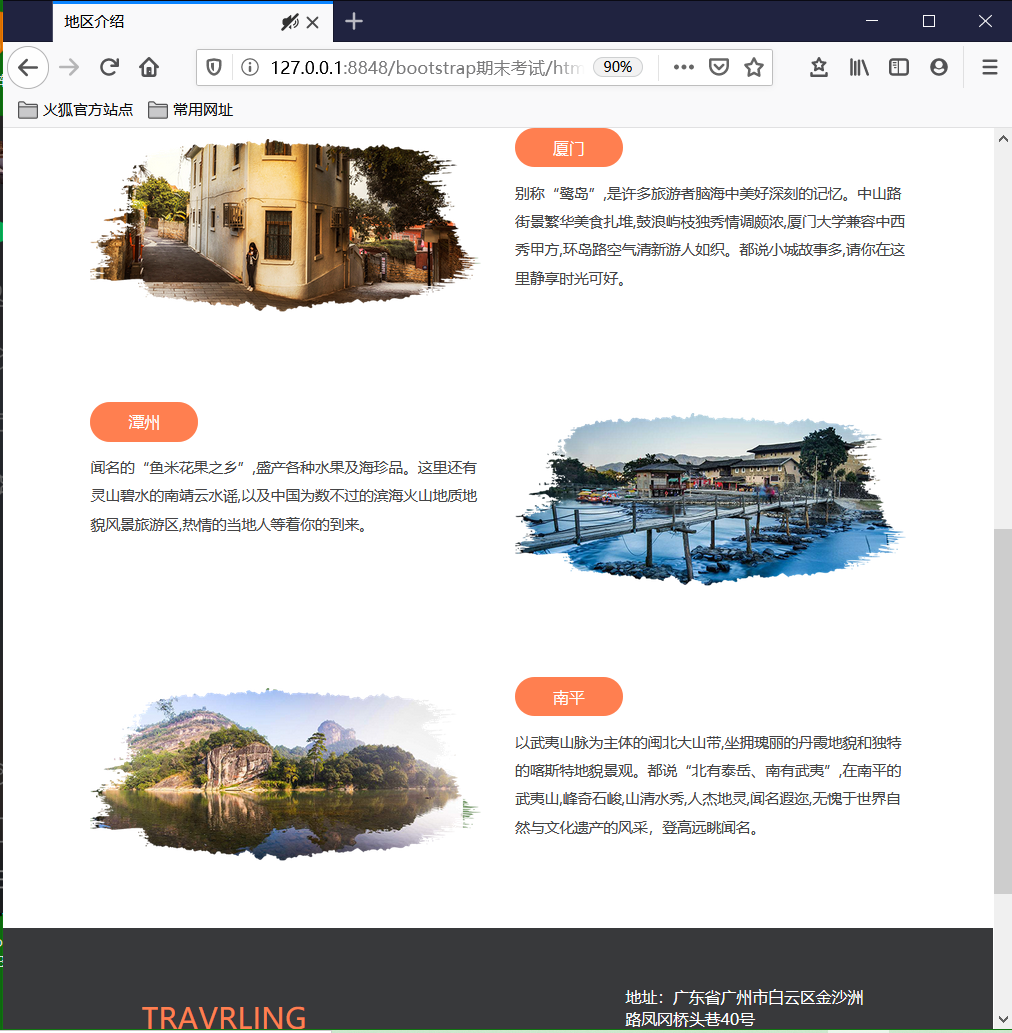 地区介绍
127.0.0.1:8848/bootstrap期末考试/htm
90%
火狐官方站点
常用网址
厦门
别称“鹭岛”,是许多旅游者脑海中美好深刻的记忆。中山路
街景繁华美食扎堆,鼓浪屿枝独秀情调颇浓,厦门大学兼容中西
秀甲方,环岛路空气清新游人如织。都说小城故事多,请你在这
里静享时光可好。
潭州
闻名的“鱼米花果之乡”,盛产各种水果及海珍品。这里还有
灵山碧水的南靖云水谣,以及中国为数不过的滨海火山地质地
貌风景旅游区,热情的当地人等着你的到来。
南平
以武夷山脉为主体的闽北大山带,坐拥瑰丽的丹霞地貌和独特
的喀斯特地貌景观。都说“北有泰岳、南有武夷”,在南平的
武夷山,峰奇石峻,山清水秀,人杰地灵,闻名遐迩,无愧于世界自
然与文化遗产的风采，登高远眺闻名。
TRAVRLING
地址：广东省广州市白云区金沙洲
路凤冈桥头巷40号